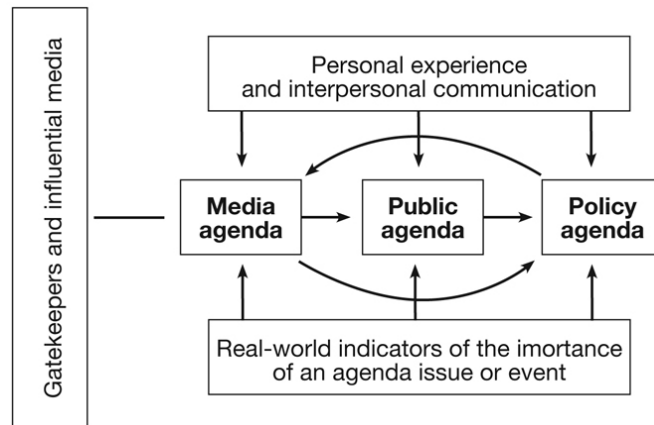 Gatekeepers and influential media
Personal experience
and interpersonal communication
Media
agenda
Public
agenda
Policy
agenda
Real-world indicators of the imortance
of an agenda issue or event